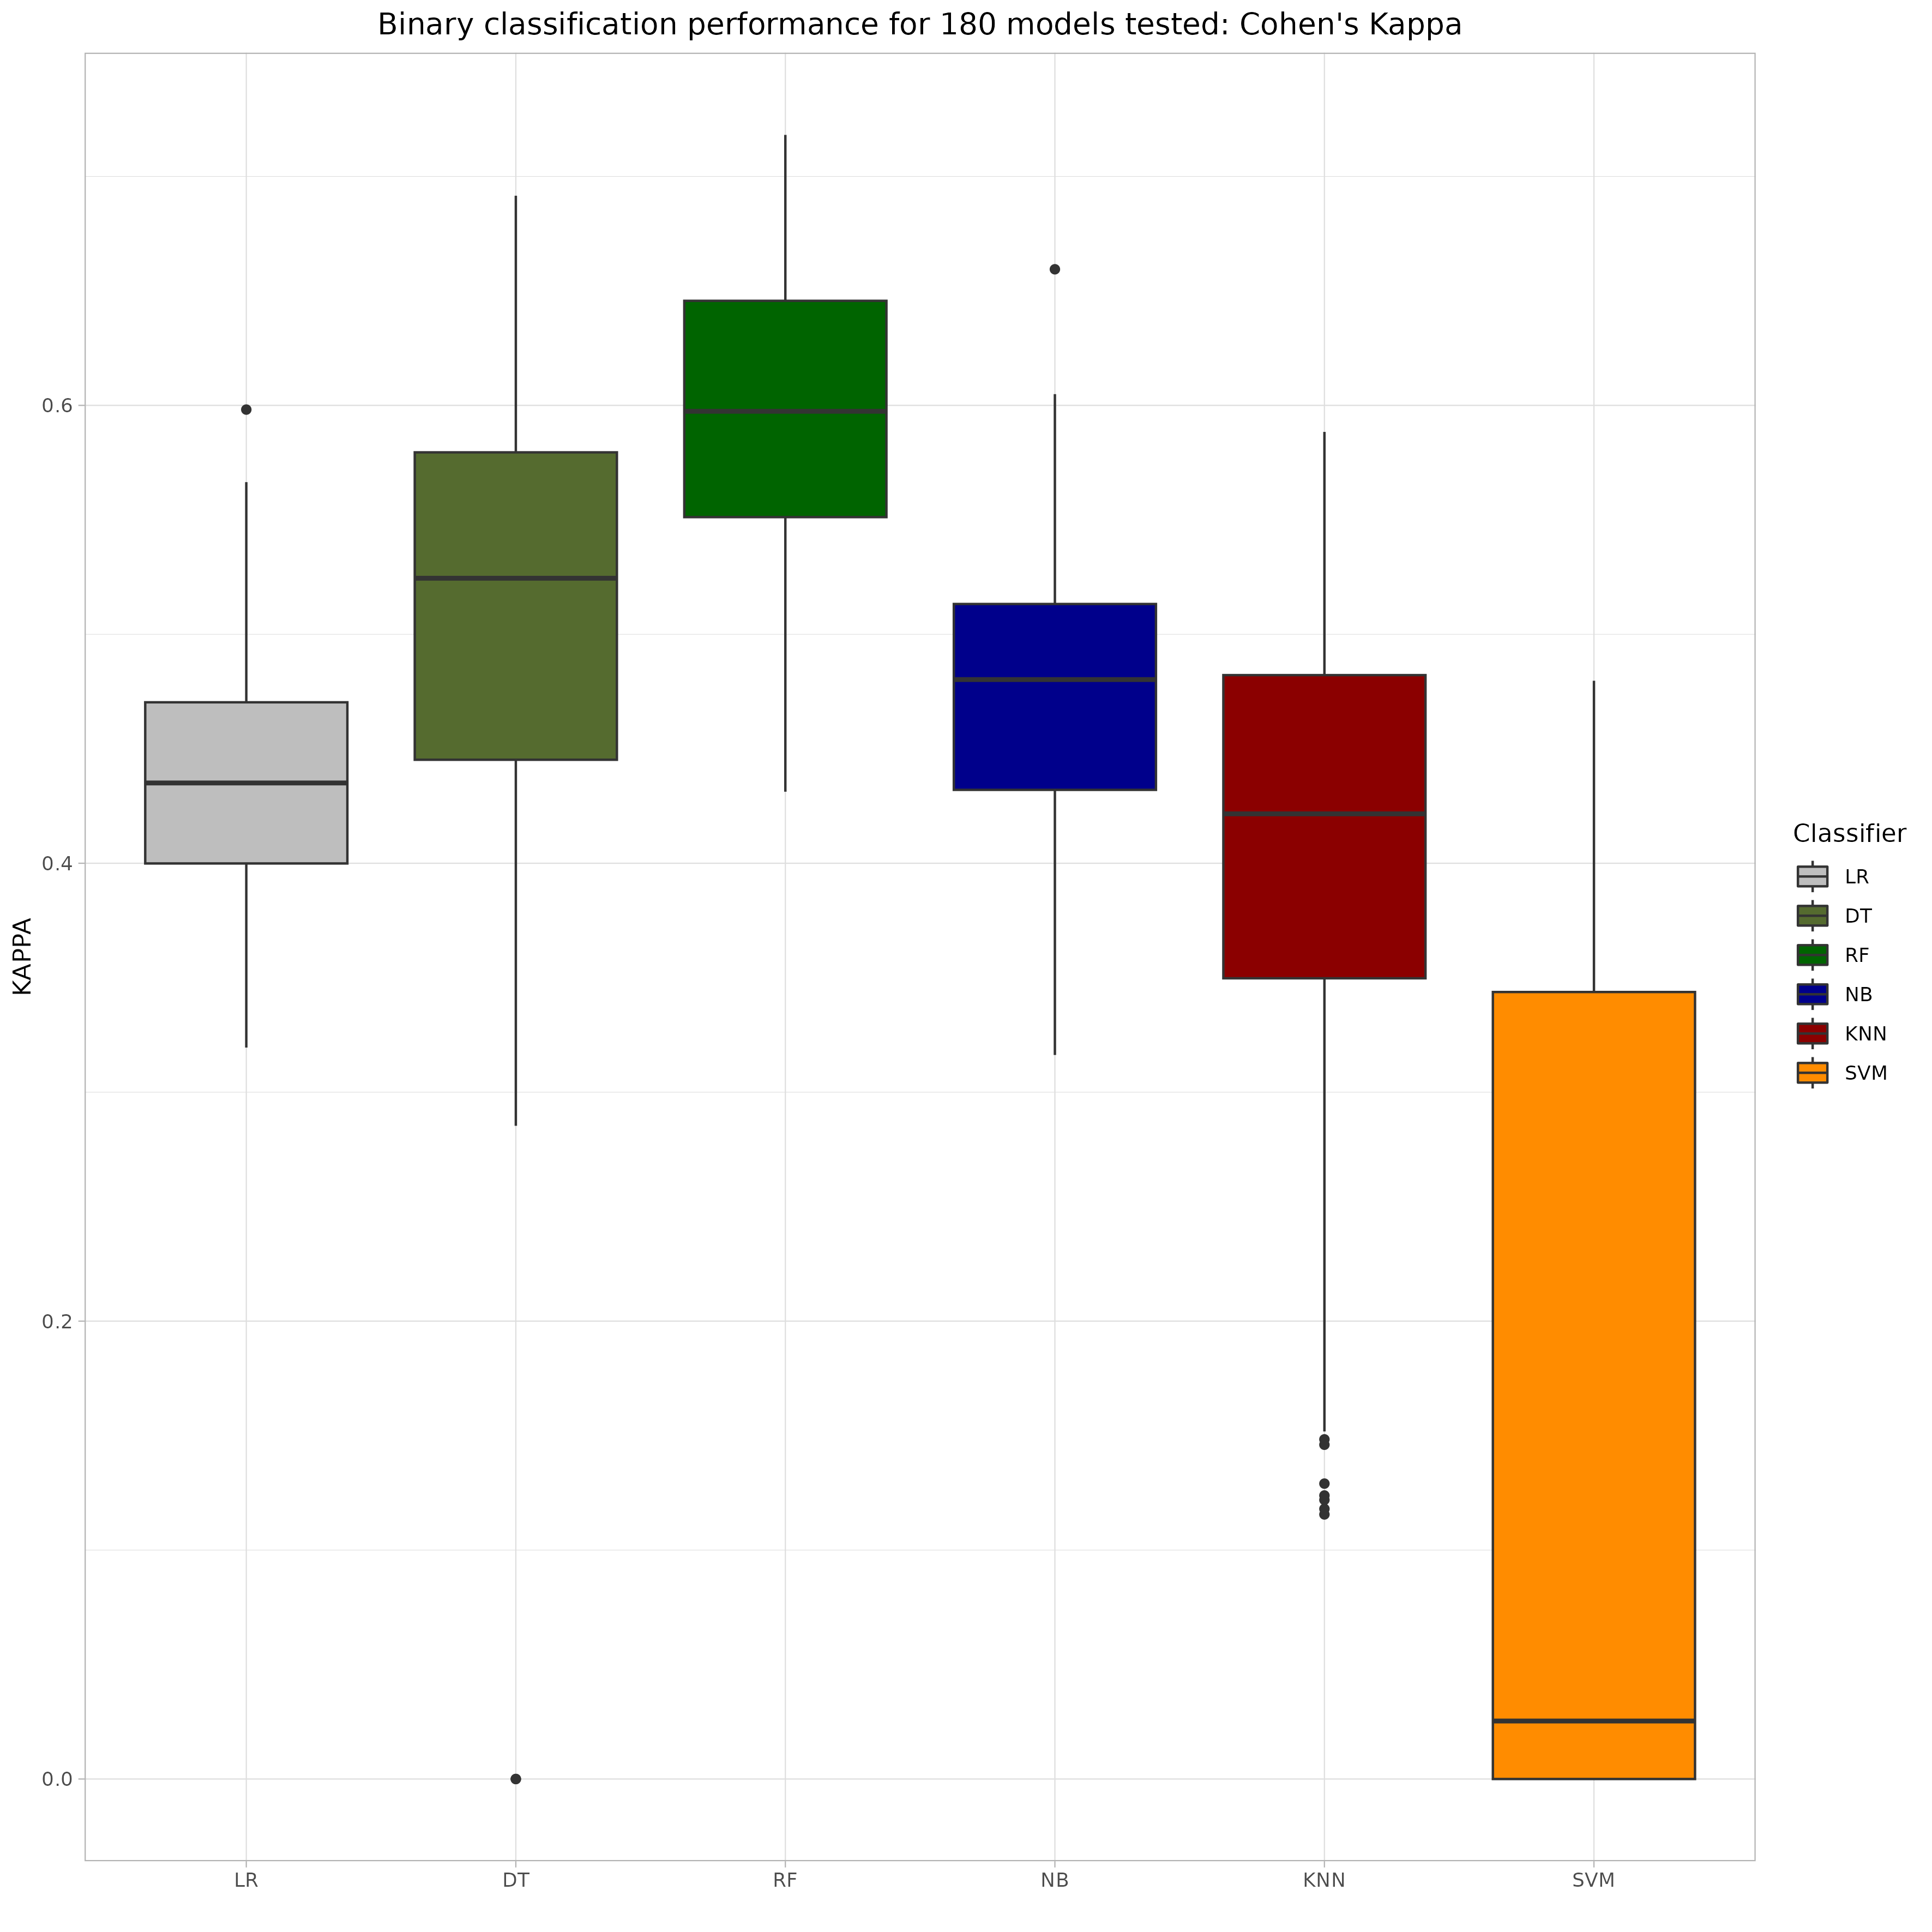 Binary classification performance for 180 models tested: Cohen's Kappa
KAPPA
0.6
0.4
0.2
0.0
LR
DT
RF
NB
KNN
SVM
Classifier
LR
DT
RF
NB
KNN
SVM